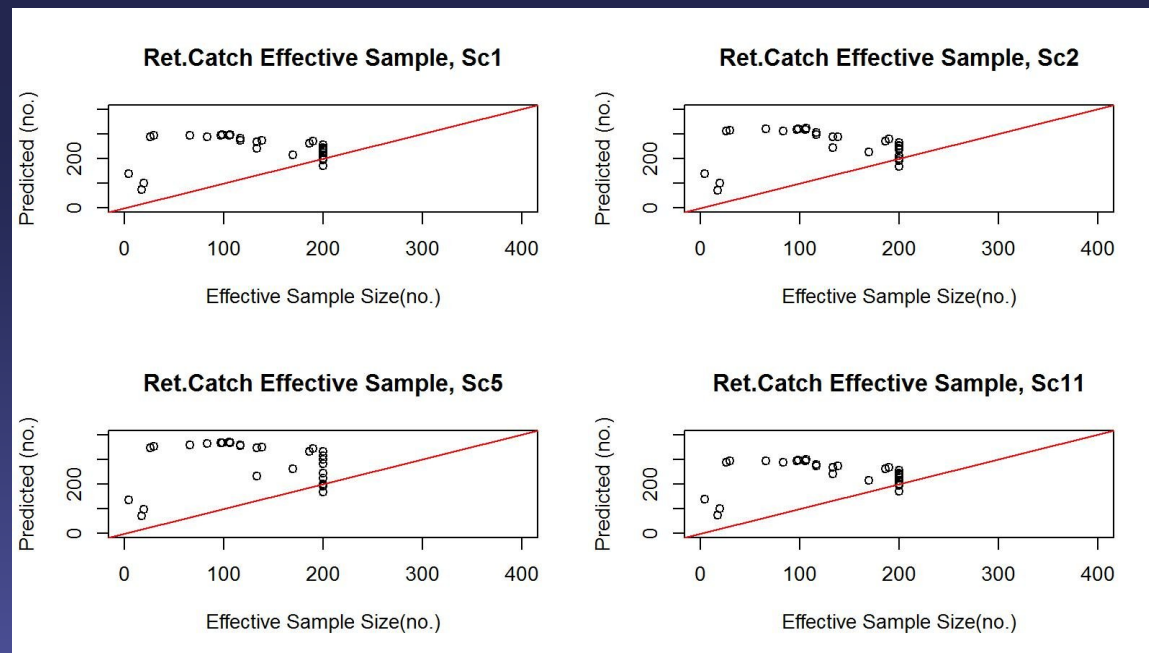 Ret.Catch Effective Sample, Sc1
Predicted (no.)
200
0
0 100 200 300 400
Effective Sample Size(no.)
Ret.Catch Effective Sample, Sc2
Predicted (no.)
200
0
0 100 200 300 400
Effective Sample Size(no.)
Ret.Catch Effective Sample, Sc5
Predicted (no.)
200
0
0 100 200 300 400
Effective Sample Size(no.)
Ret.Catch Effective Sample, Sc11
Predicted (no.)
200
0
0 100 200 300 400
Effective Sample Size(no.)